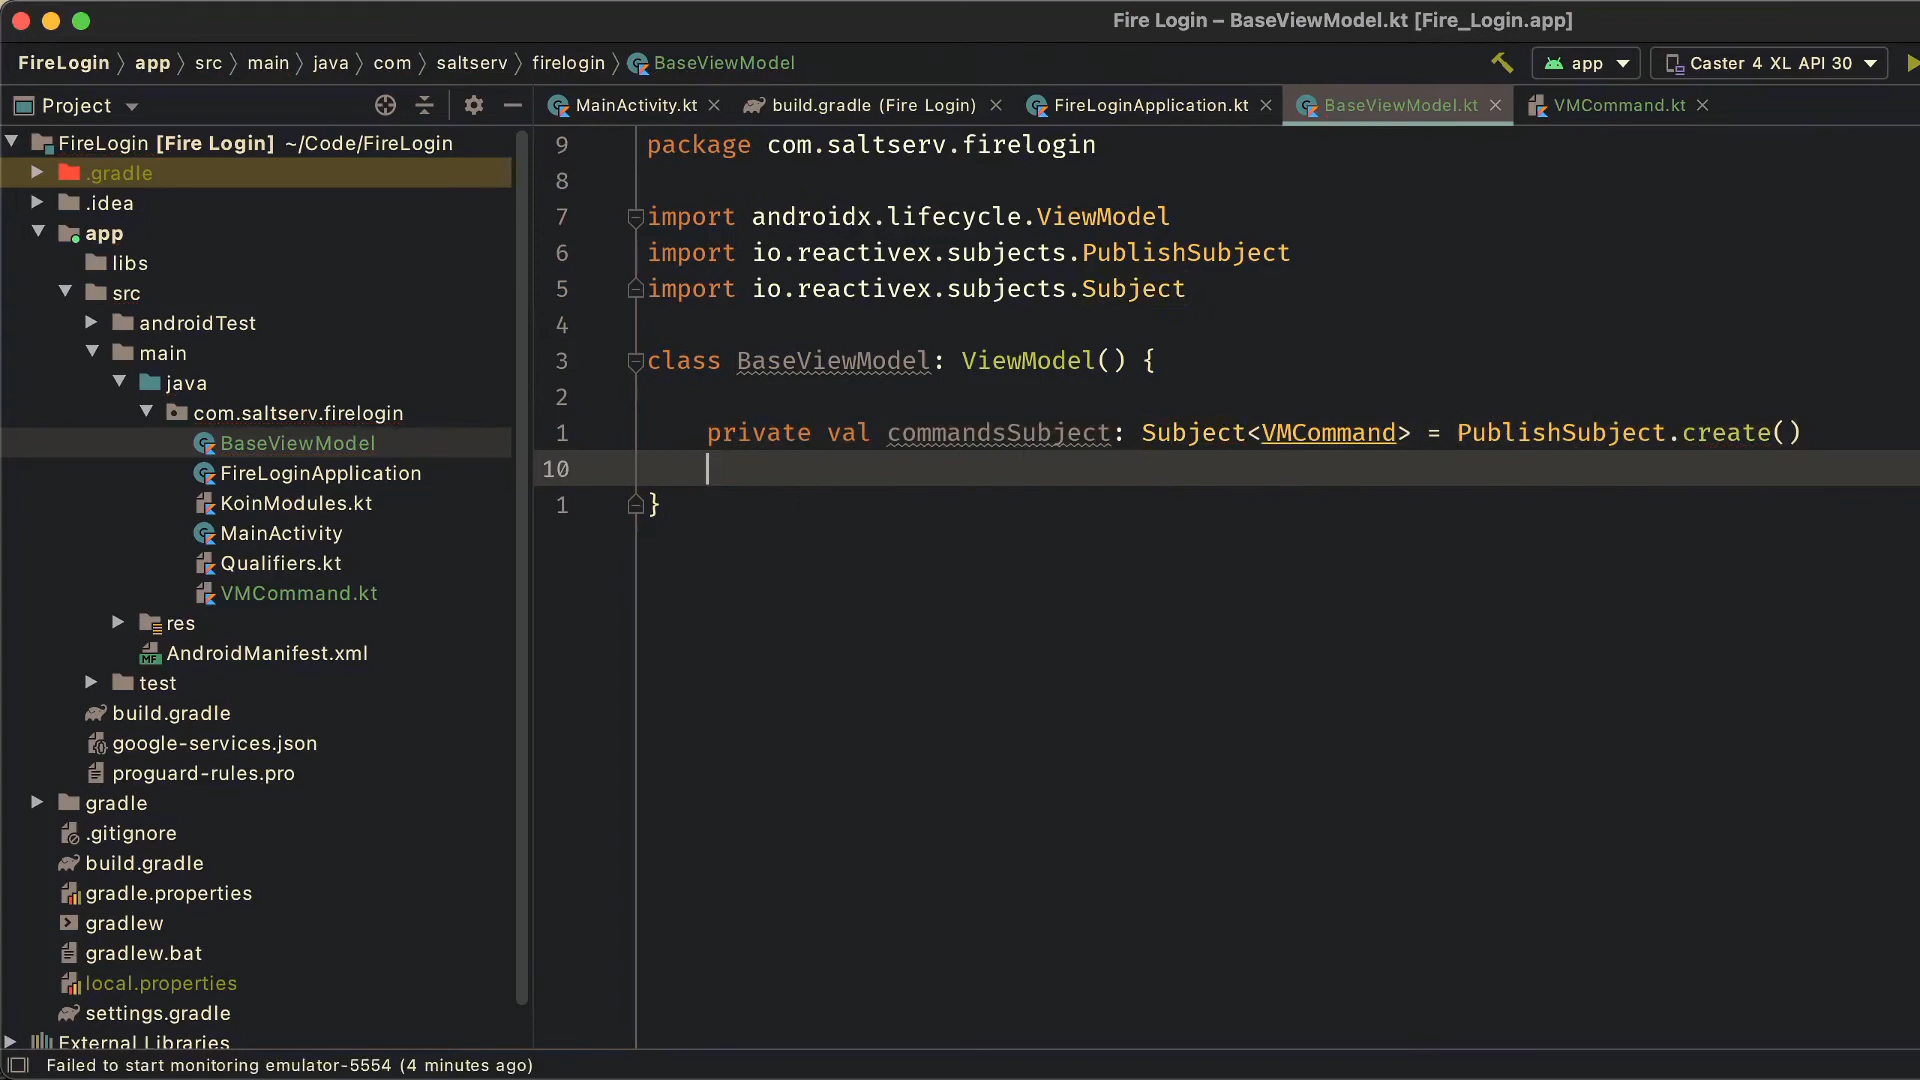 Fire Login – BaseViewModel.kt [Fire_Login.app]
FireLogin app src main java com saltserv firelogin BaseViewModel
app Caster 4 XL API 30
Project
MainActivity.kt build.gradle (Fire Login) FireLoginApplication.kt BaseViewModel.kt VMCommand.kt
FireLogin [Fire Login] ~/Code/FireLogin
.gradle
.idea
app
libs
src
androidTest
main
java
com.saltserv.firelogin
BaseViewModel
FireLoginApplication
KoinModules.kt
MainActivity
Qualifiers.kt
VMCommand.kt
res
AndroidManifest.xml
test
build.gradle
google-services.json
proguard-rules.pro
gradle
.gitignore
build.gradle
gradle.properties
gradlew
gradlew.bat
local.properties
settings.gradle
External Libraries
9 package com.saltserv.firelogin
8
7 import androidx.lifecycle.ViewModel
6 import io.reactivex.subjects.PublishSubject
5 import io.reactivex.subjects.Subject
4
3 class BaseViewModel: ViewModel() {
2
1 private val commandsSubject: Subject<VMCommand> = PublishSubject.create()
10
1 }
Failed to start monitoring emulator-5554 (4 minutes ago)